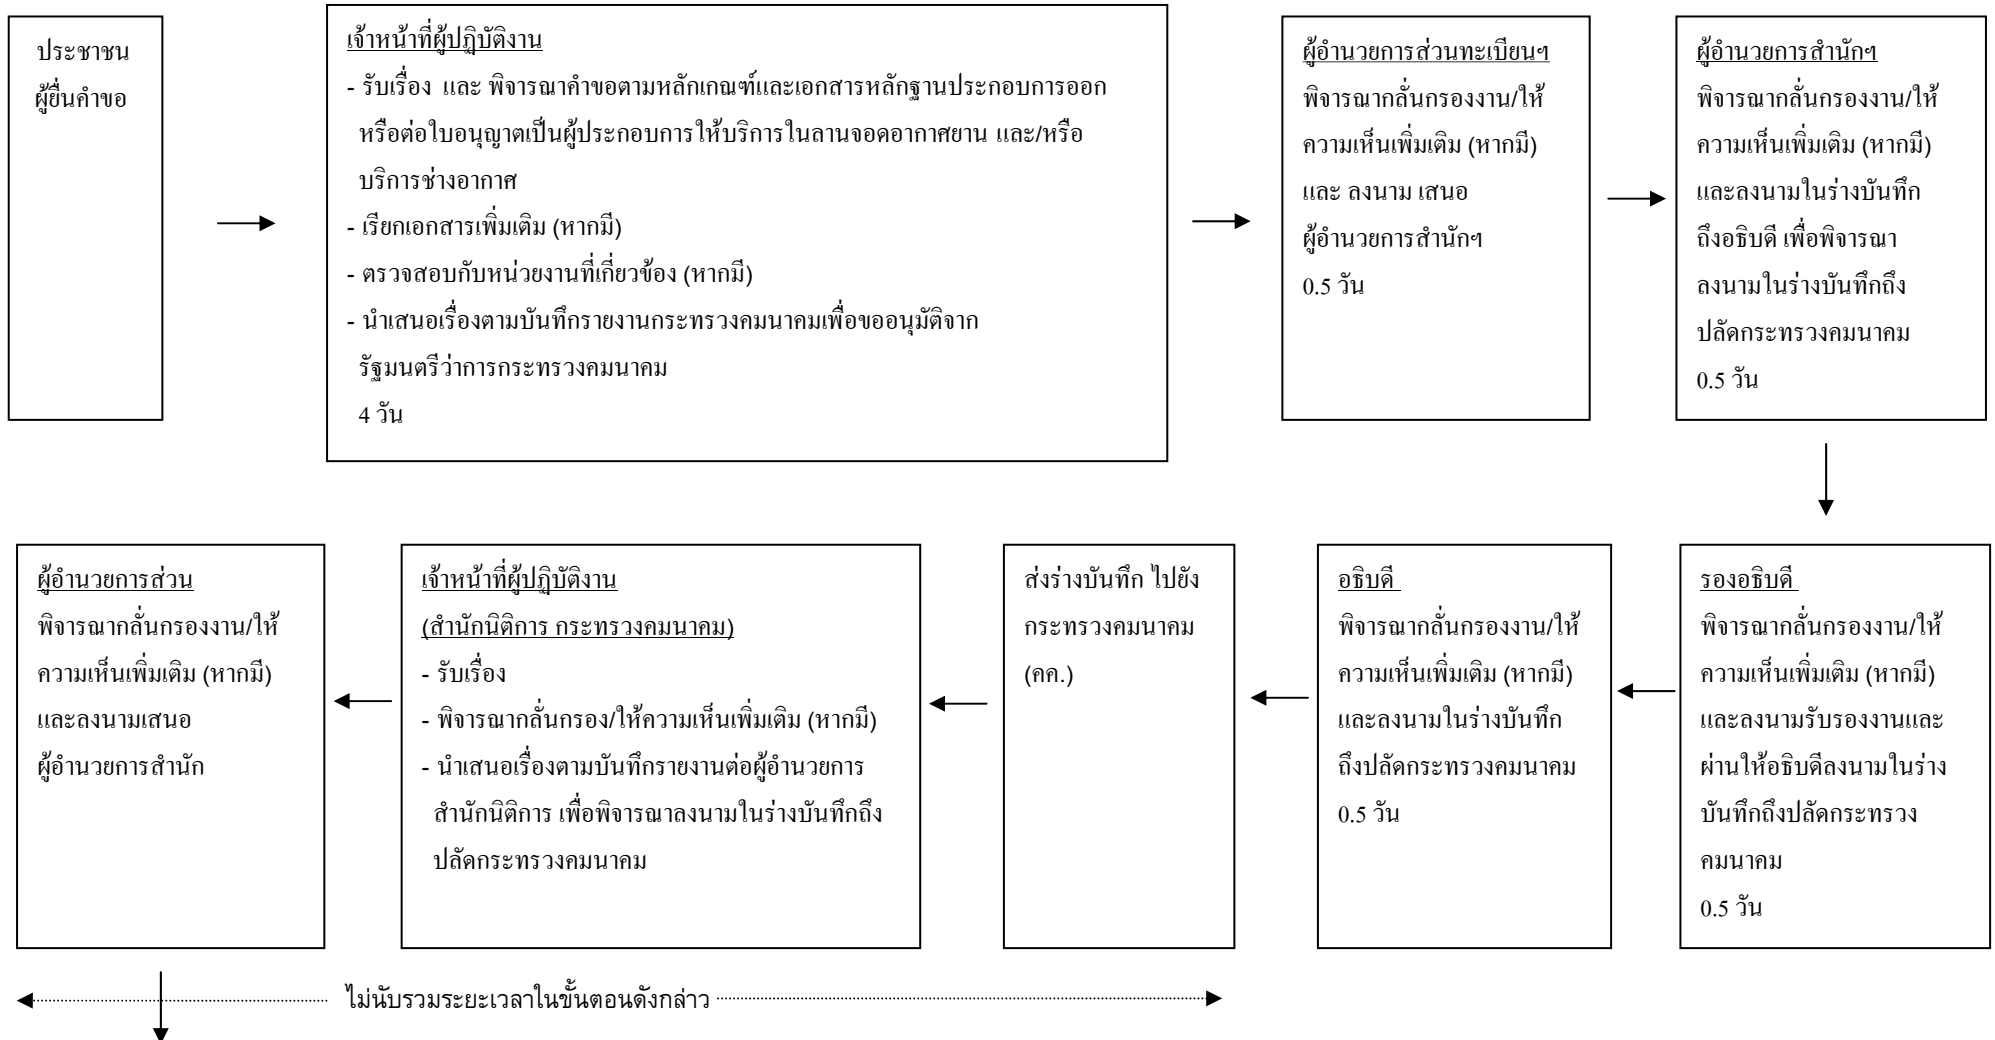 ประชาชน
ผู้ยื่นคำขอ
เจ้าหน้าที่ผู้ปฏิบัติงาน
- รับเรื่อง และ พิจารณาคำขอตามหลักเกณฑ์และเอกสารหลักฐานประกอบการออก
หรือต่อใบอนุญาตเป็นผู้ประกอบการให้บริการในลานจอดอากาศยาน และ/หรือ
บริการช่างอากาศ
- เรียกเอกสารเพิ่มเติม (หากมี)
- ตรวจสอบกับหน่วยงานที่เกี่ยวข้อง (หากมี)
- นำเสนอเรื่องตามบันทึกรายงานกระทรวงคมนาคมเพื่อขออนุมัติจาก
รัฐมนตรีว่าการกระทรวงคมนาคม
4 วัน
ผู้อำนวยการส่วนทะเบียนฯ
พิจารณากลั่นกรองงาน/ให้
ความเห็นเพิ่มเติม (หากมี)
และ ลงนาม เสนอ
ผู้อำนวยการสำนักฯ
0.5 วัน
ผู้อำนวยการสำนักฯ
พิจารณากลั่นกรองงาน/ให้
ความเห็นเพิ่มเติม (หากมี)
และลงนามในร่างบันทึก
ถึงอธิบดี เพื่อพิจารณา
ลงนามในร่างบันทึกถึง
ปลัดกระทรวงคมนาคม
0.5 วัน
รองอธิบดี
พิจารณากลั่นกรองงาน/ให้
ความเห็นเพิ่มเติม (หากมี)
และลงนามรับรองงานและ
ผ่านให้อธิบดีลงนามในร่าง
บันทึกถึงปลัดกระทรวง
คมนาคม
0.5 วัน
อธิบดี
พิจารณากลั่นกรองงาน/ให้
ความเห็นเพิ่มเติม (หากมี)
และลงนามในร่างบันทึก
ถึงปลัดกระทรวงคมนาคม
0.5 วัน
ส่งร่างบันทึก ไปยัง
กระทรวงคมนาคม
(คค.)
เจ้าหน้าที่ผู้ปฏิบัติงาน
(สำนักนิติการ กระทรวงคมนาคม)
- รับเรื่อง
- พิจารณากลั่นกรอง/ให้ความเห็นเพิ่มเติม (หากมี)
- นำเสนอเรื่องตามบันทึกรายงานต่อผู้อำนวยการ
สำนักนิติการ เพื่อพิจารณาลงนามในร่างบันทึกถึง
ปลัดกระทรวงคมนาคม
ผู้อำนวยการส่วน
พิจารณากลั่นกรองงาน/ให้
ความเห็นเพิ่มเติม (หากมี)
และลงนามเสนอ
ผู้อำนวยการสำนัก
ไม่นับรวมระยะเวลาในขั้นตอนดังกล่าว